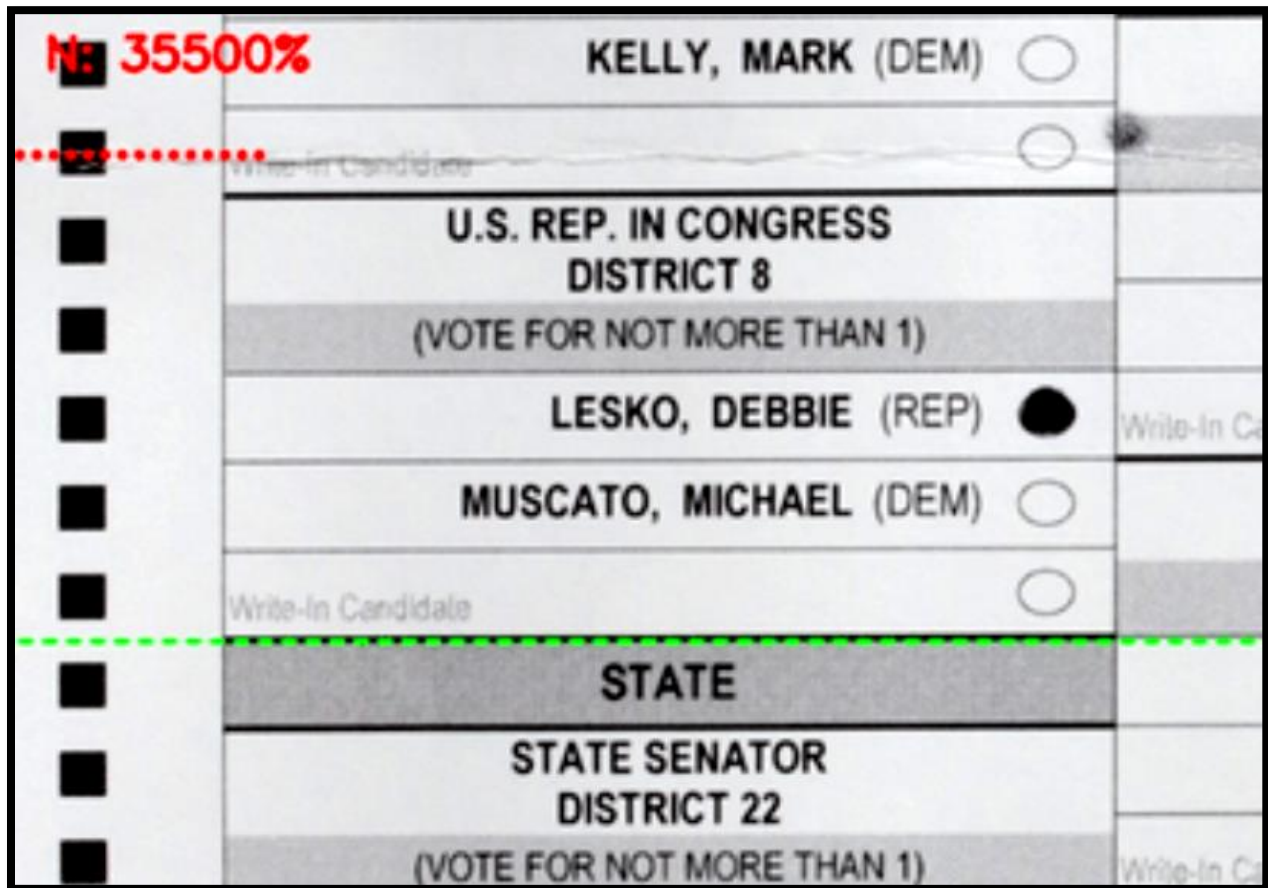 N: 35500%
KELLY, MARK (DEM)
Write-In Candidate
U.S. REP. IN CONGRESS
DISTRICT 8
(VOTE FOR NOT MORE THAN 1)
LESKO, DEBBIE (REP)
Write-In Ca
MUSCATO, MICHAEL (DEM)
Write-In Candidate
STATE
STATE SENATOR
DISTRICT 22
(VOTE FOR NOT MORE THAN 1)
Write-In Ca